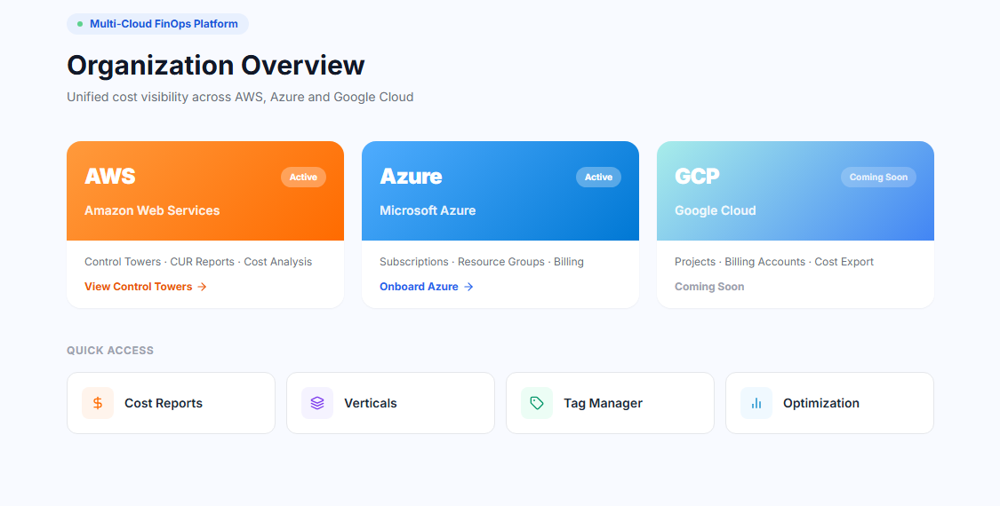 Multi-Cloud FinOps Platform
Organization Overview
Unified cost visibility across AWS, Azure and Google Cloud
AWS
Active
Amazon Web Services
Control Towers · CUR Reports · Cost Analysis
View Control Towers →
Azure
Active
Microsoft Azure
Subscriptions · Resource Groups · Billing
Onboard Azure →
GCP
Coming Soon
Google Cloud
Projects · Billing Accounts · Cost Export
Coming Soon
QUICK ACCESS
Cost Reports
Verticals
Tag Manager
Optimization